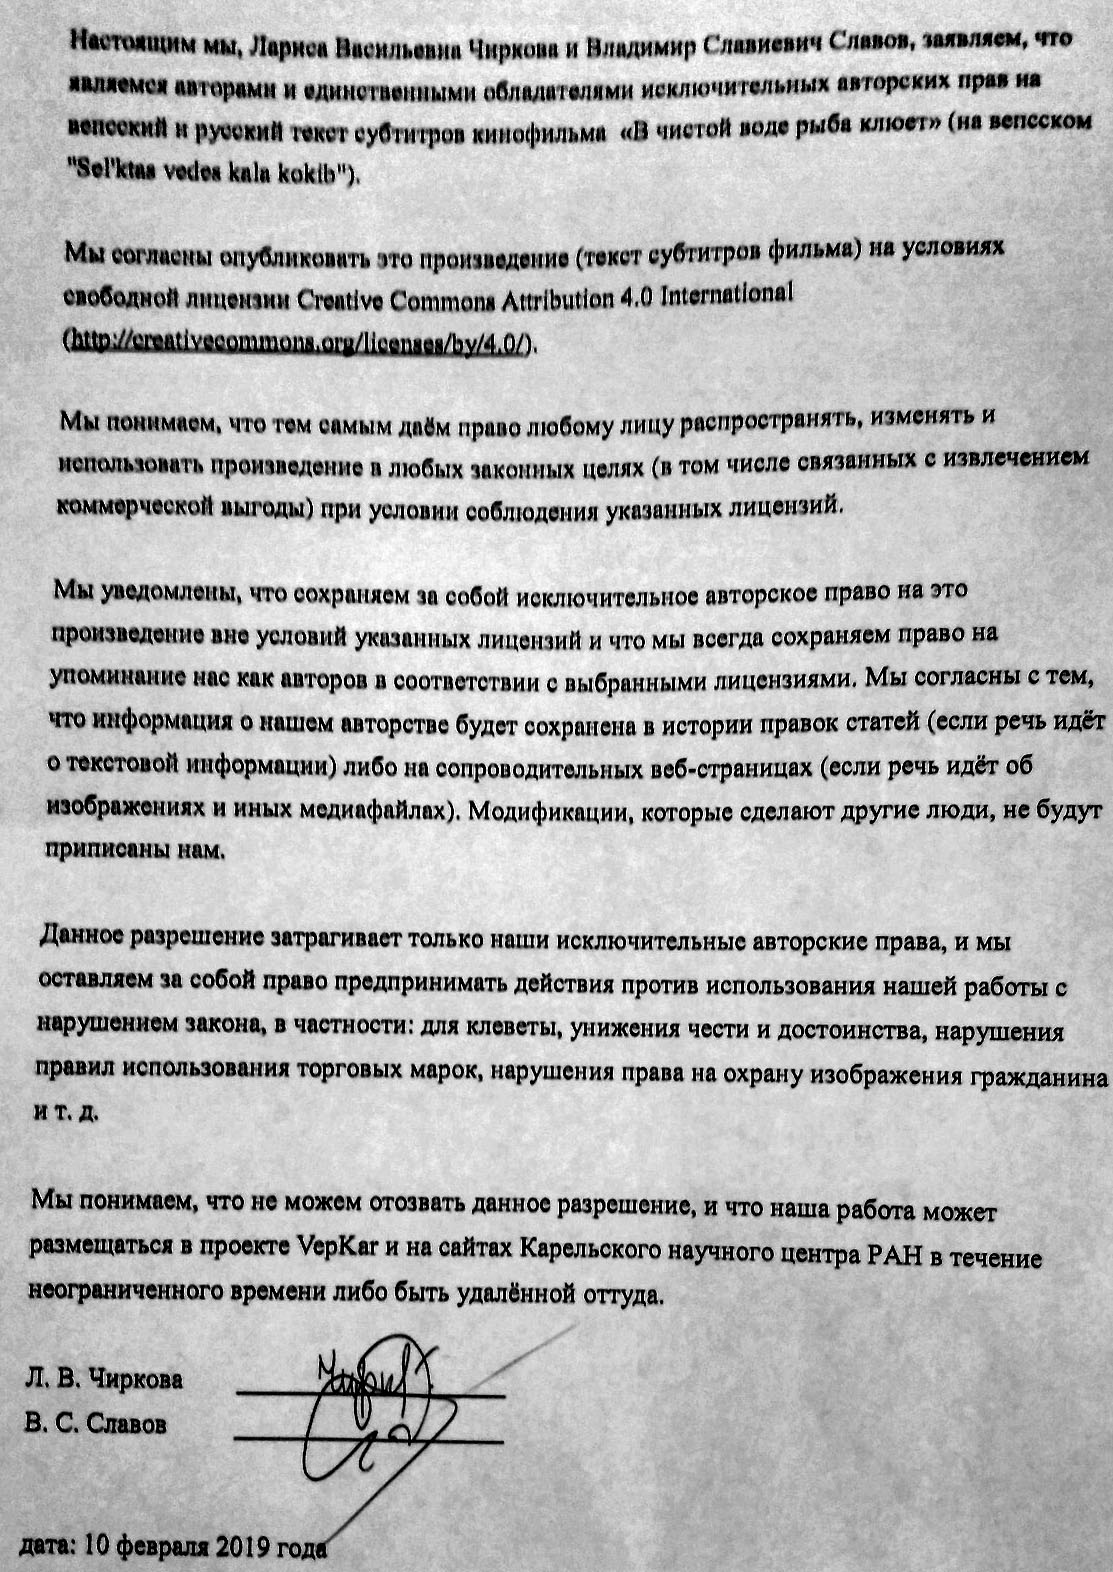 Настоящим мы, Лариса Васильевна Чиркова и Владимир Славиевич Славов, заявляем, что
являемся авторами и единственными обладателями исключительных авторских прав на
вепсский и русский текст субтитров кинофильма «В чистой воде рыба клюет» (на вепсском
"Sel'ktas vedes kala kokib").
Мы согласны опубликовать это произведение (текст субтитров фильма) на условиях
свободной лицензии Creative Commons Attribution 4.0 International
(http://creativecommons.org/licenses/by/4.0/).
Мы понимаем, что тем самым даём право любому лицу распространять, изменять и
использовать произведение в любых законных целях (в том числе связанных с извлечением
коммерческой выгоды) при условии соблюдения указанных лицензий.
Мы уведомлены, что сохраняем за собой исключительное авторское право на это
произведение вне условий указанных лицензий и что мы всегда сохраняем право на
упоминание нас как авторов в соответствии с выбранными лицензиями. Мы согласны с тем,
что информация о нашем авторстве будет сохранена в истории правок статей (если речь идёт
о текстовой информации) либо на сопроводительных веб-страницах (если речь идёт об
изображениях и иных медиафайлах). Модификации, которые сделают другие люди, не будут
приписаны нам.
Данное разрешение затрагивает только наши исключительные авторские права, и мы
оставляем за собой право предпринимать действия против использования нашей работы с
нарушением закона, в частности: для клеветы, унижения чести и достоинства, нарушения
правил использования торговых марок, нарушения права на охрану изображения гражданина
и т. д.
Мы понимаем, что не можем отозвать данное разрешение, и что наша работа может
размещаться в проекте VepKar и на сайтах Карельского научного центра РАН в течение
неограниченного времени либо быть удалённой оттуда.
Л. В. Чиркова
В. С. Славов
дата: 10 февраля 2019 года